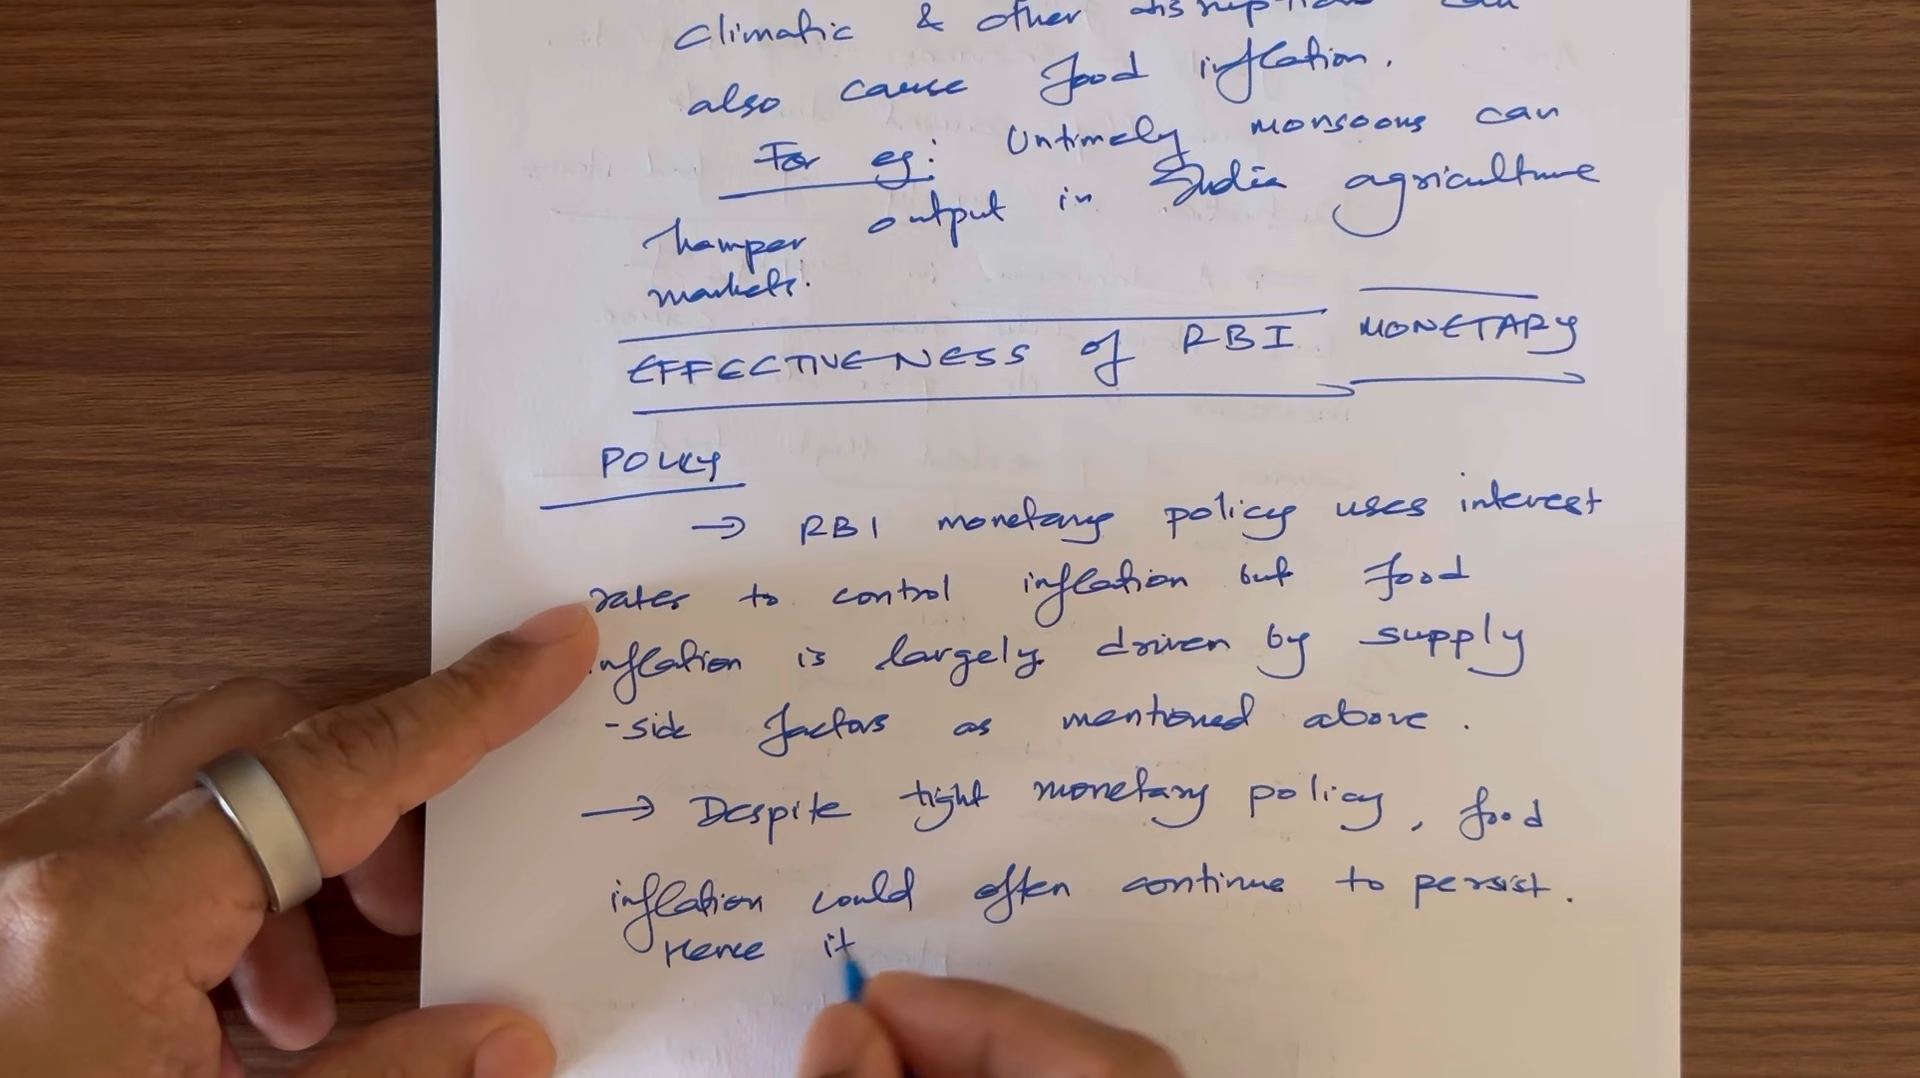 climatic & other disruptions can
also cause food inflation.
For eg: Untimely monsoons can
hamper output in India agriculture
markets.
EFFECTIVENESS of RBI MONETARY
POLICY
→ RBI monetary policy uses interest
rates to control inflation but food
inflation is largely driven by supply
-side factors as mentioned above.
→ Despite tight monetary policy, food
inflation could often continue to persist.
Hence it